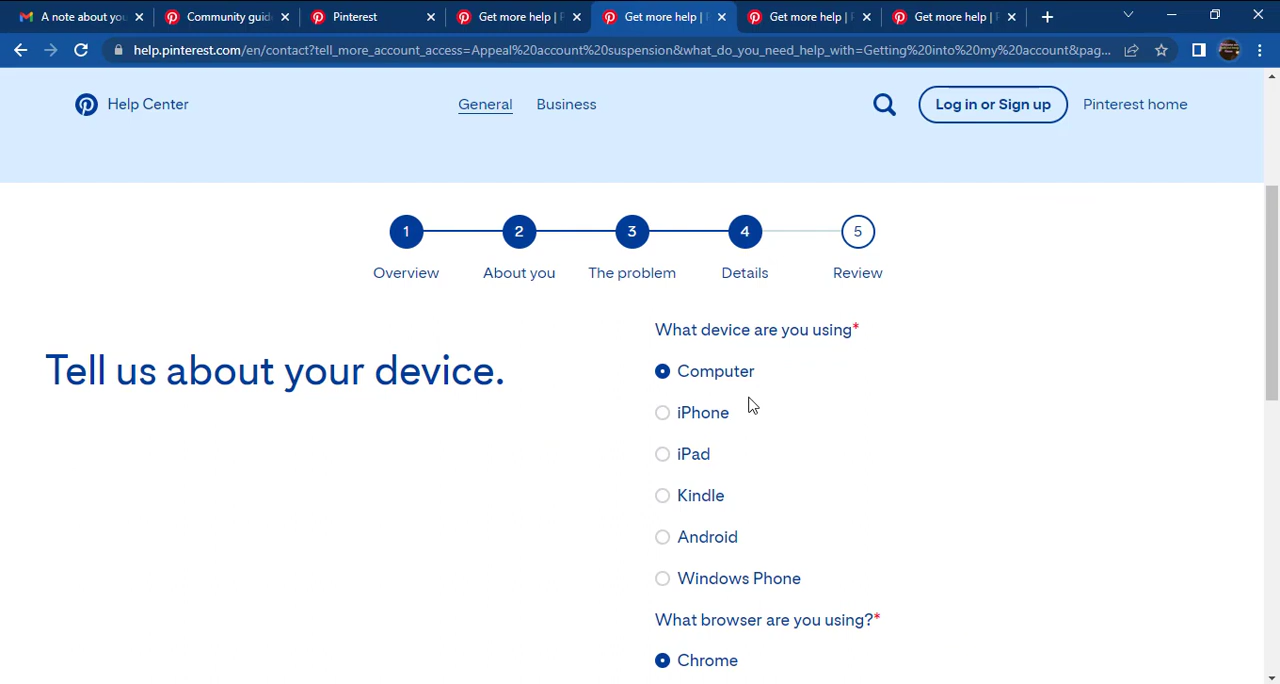 A note about you
Community guid
Pinterest
Get more help | P
Get more help | P
Get more help | P
Get more help | P
help.pinterest.com/en/contact?tell_more_account_access=Appeal%20account%20suspension&what_do_you_need_help_with=Getting%20into%20my%20account&pag...
Help Center
General
Business
Log in or Sign up
Pinterest home
1
2
3
4
5
Overview
About you
The problem
Details
Review
Tell us about your device.
What device are you using*
Computer
iPhone
iPad
Kindle
Android
Windows Phone
What browser are you using?*
Chrome